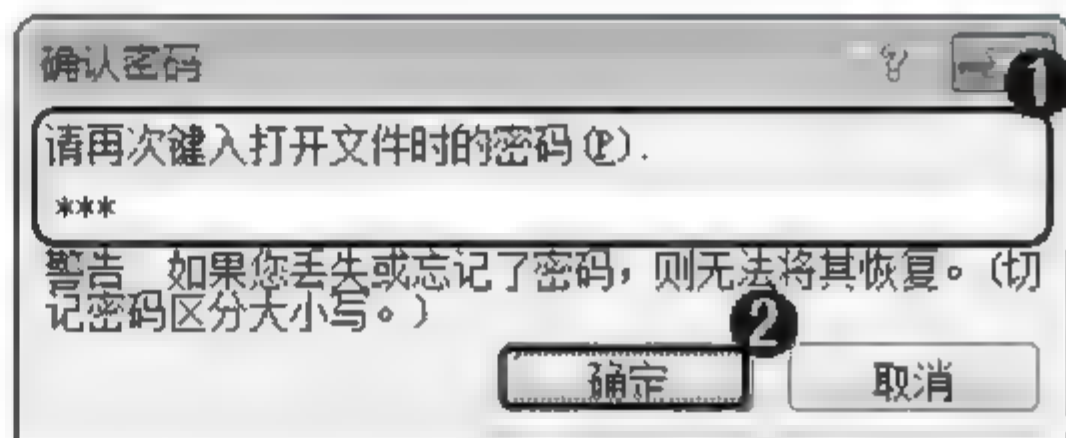 确认密码
❶
请再次键入打开文件时的密码(P).
***
警告 如果您丢失或忘记了密码，则无法将其恢复。(切
记密码区分大小写。)
❷
确定 取消